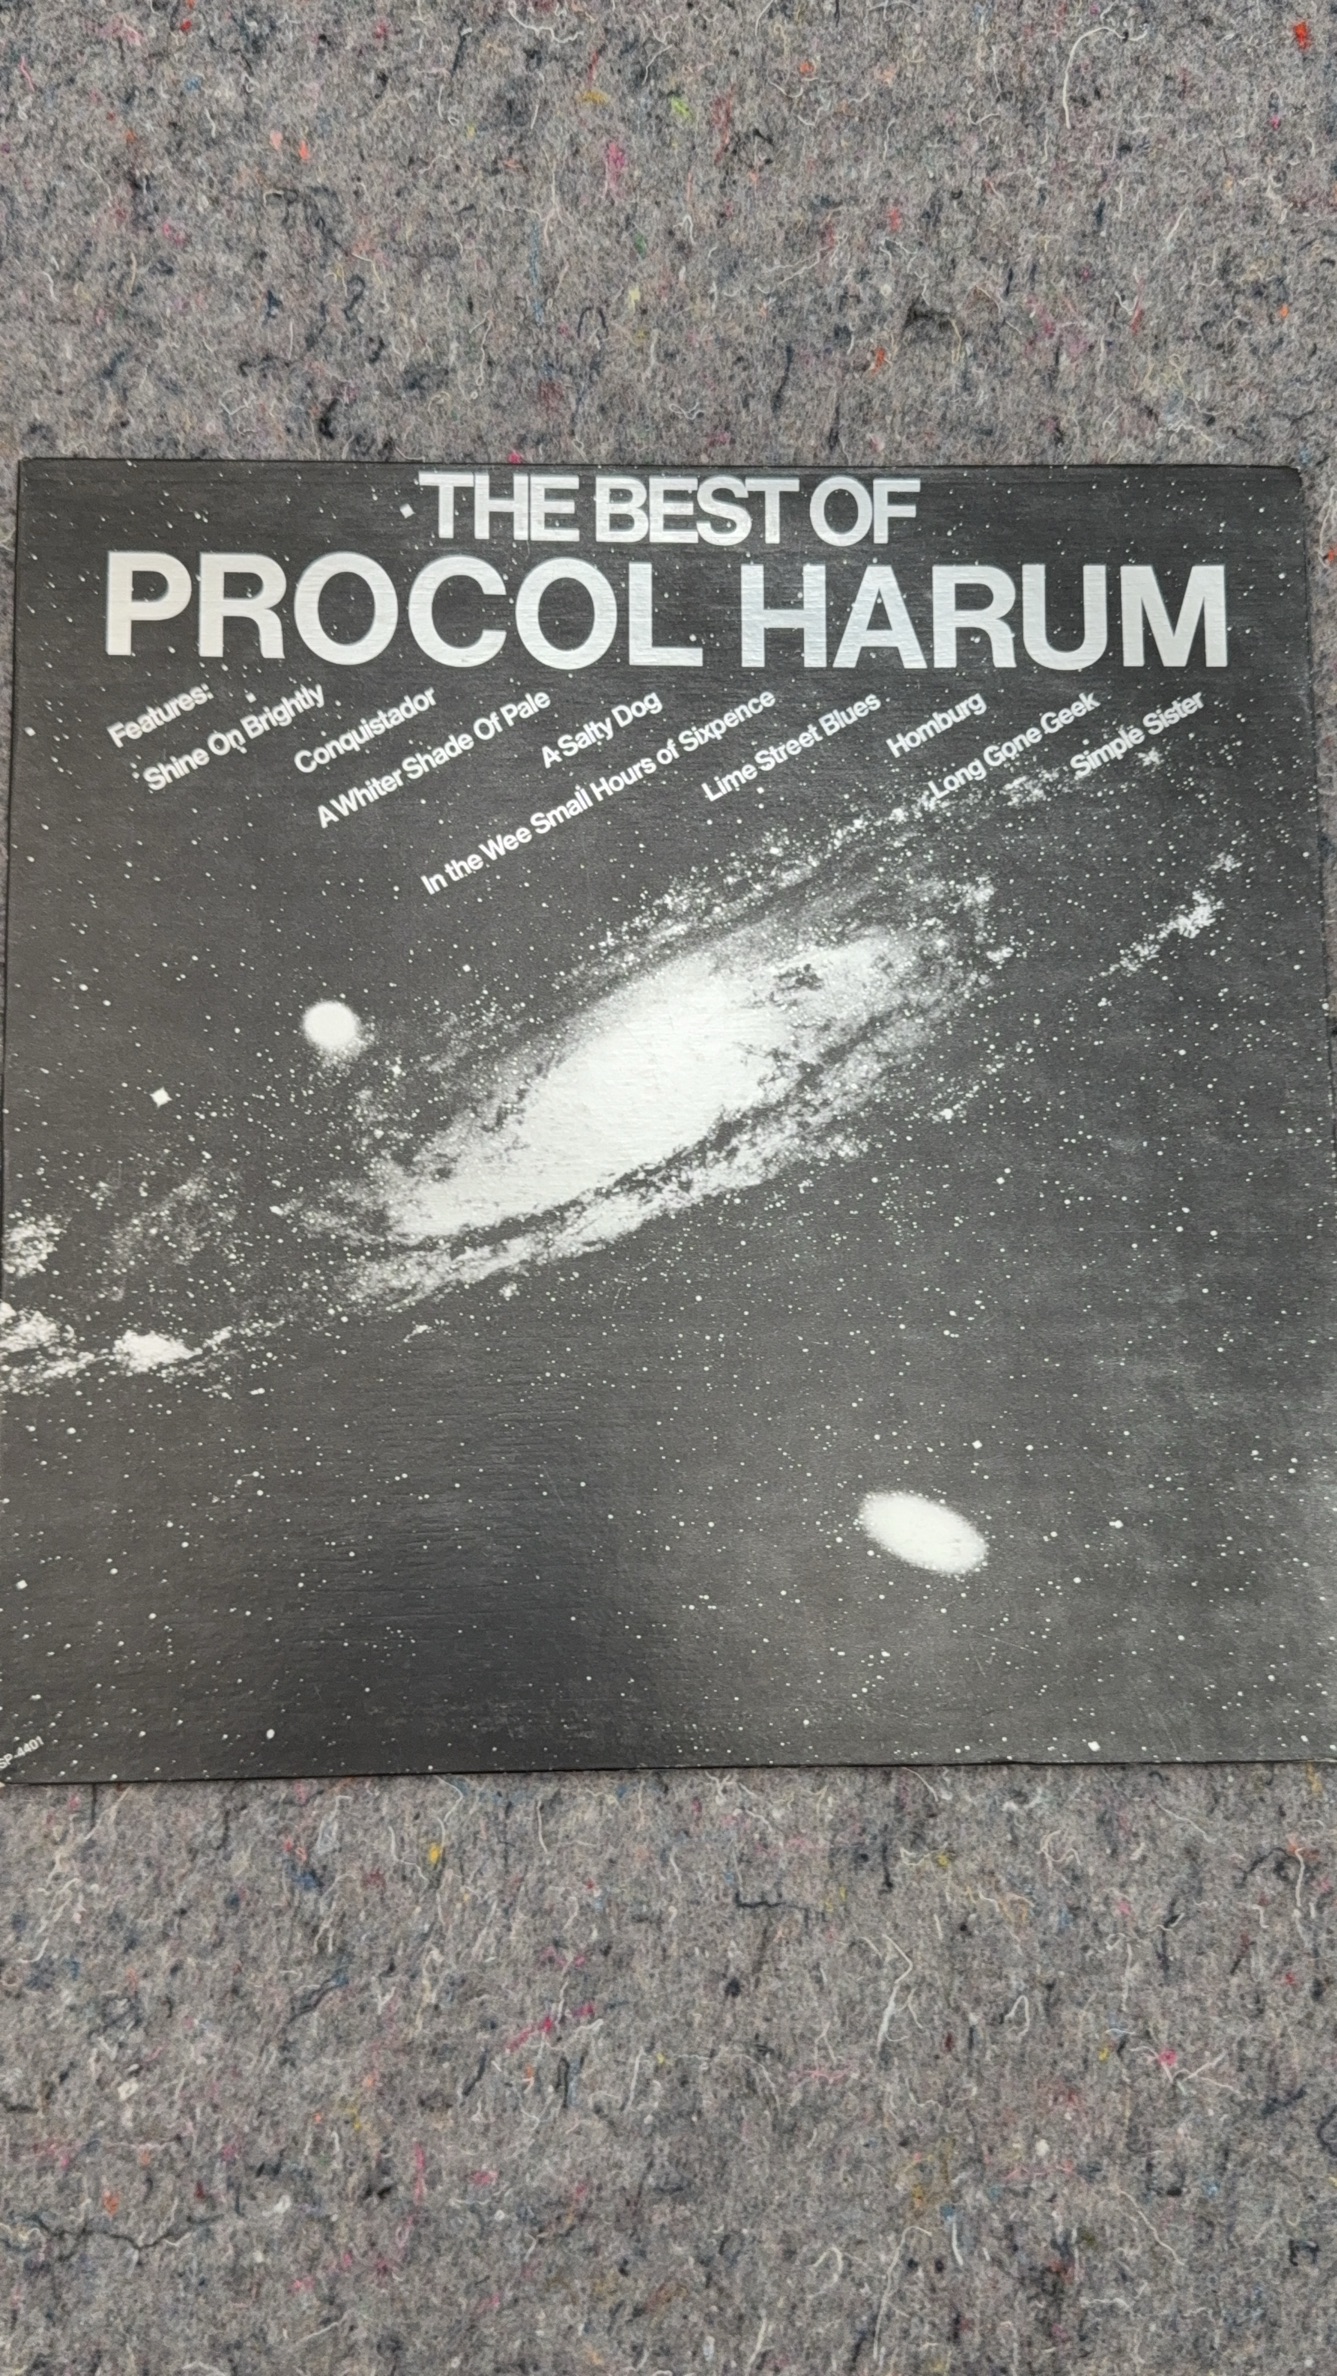 THE BEST OF
PROCOL HARUM
Features:
Shine On Brightly
Conquistador
A Whiter Shade Of Pale
A Salty Dog
In the Wee Small Hours of Sixpence
Lime Street Blues
Homburg
Long Gone Geek
Simple Sister
SP-4401